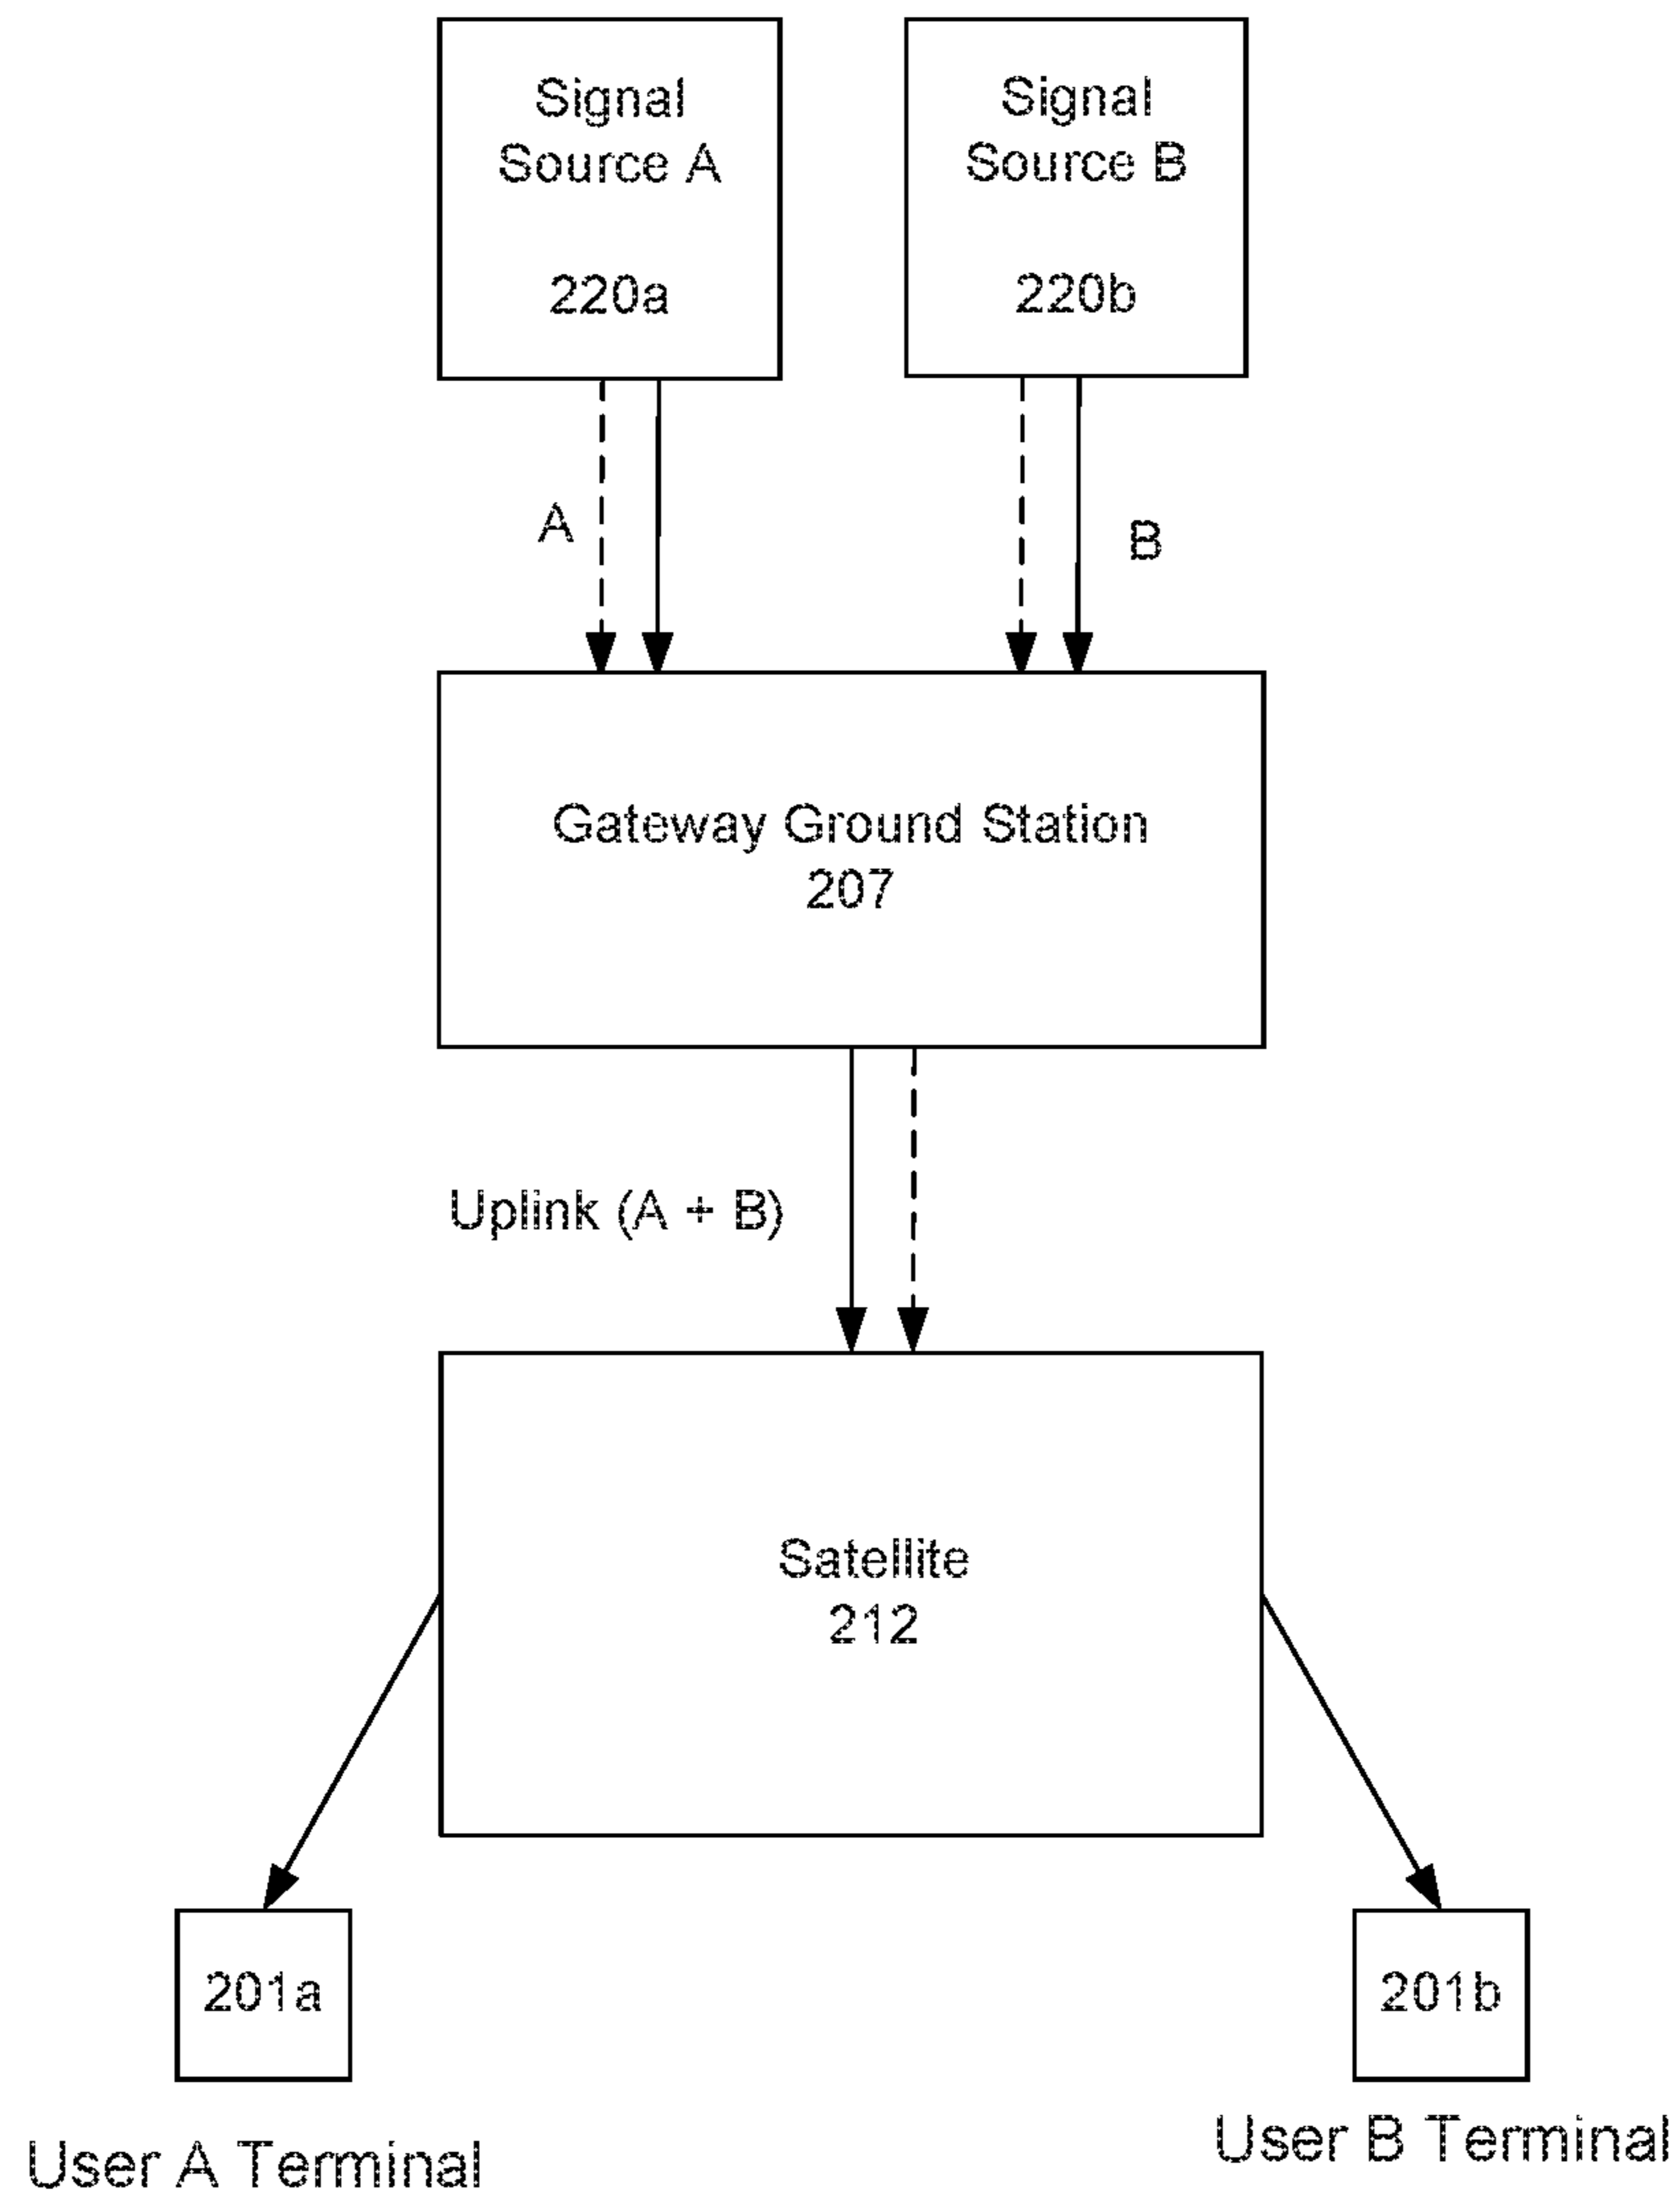 Signal
Source A
220a
Signal
Source B
220b
A
B
Gateway Ground Station
207
Uplink (A + B)
Satellite
212
201a
201b
User A Terminal
User B Terminal